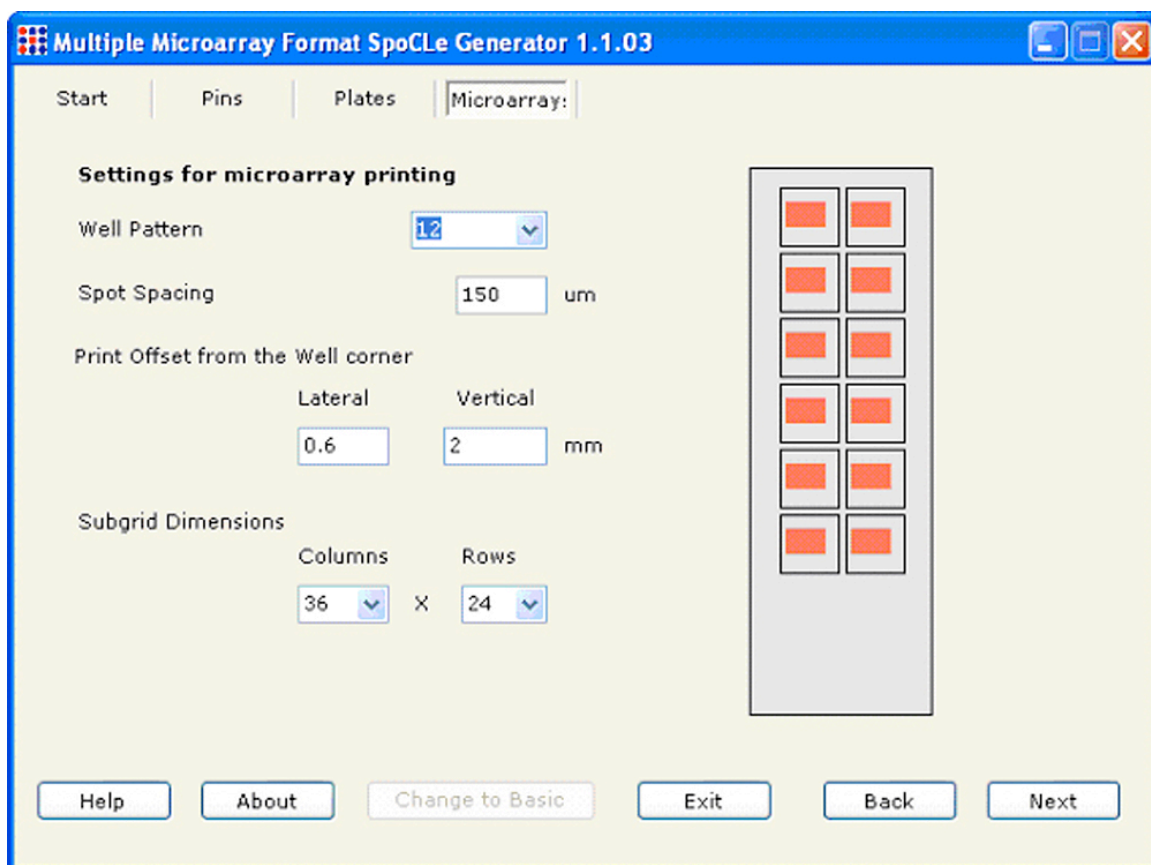 Multiple Microarray Format SpoCLe Generator 1.1.03
Start Pins Plates Microarray:
Settings for microarray printing
Well Pattern 12
Spot Spacing 150 um
Print Offset from the Well corner
Lateral Vertical
0.6 2 mm
Subgrid Dimensions
Columns Rows
36 X 24
Help About Change to Basic Exit Back Next